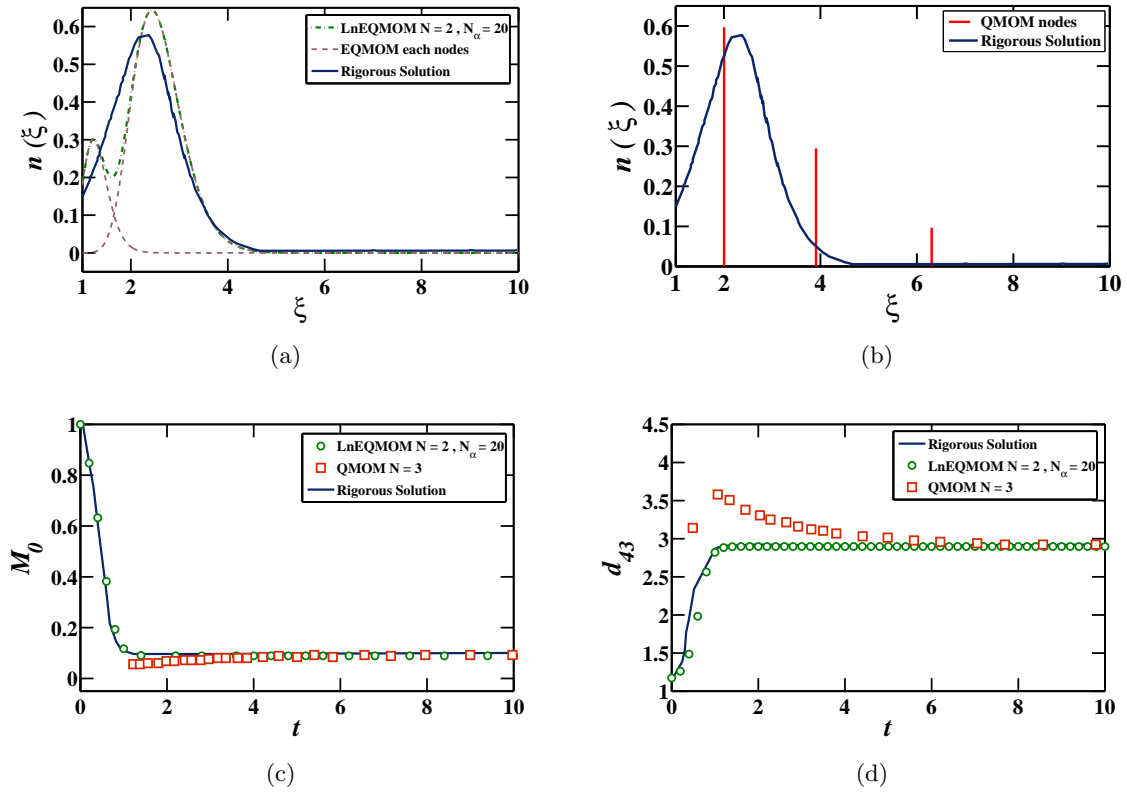 LnEQMOM N = 2 , Nα = 20
EQMOM each nodes
Rigorous Solution
n (ξ)
0.6
0.5
0.4
0.3
0.2
0.1
0
1 2 4 6 8 10
ξ
(a)
QMOM nodes
Rigorous Solution
n ( ξ)
0.6
0.5
0.4
0.3
0.2
0.1
0
1 2 4 6 8 10
ξ
(b)
LnEQMOM N = 2 , Nα = 20
QMOM N = 3
Rigorous Solution
M0
1
0.8
0.6
0.4
0.2
0
0 2 4 6 8 10
t
(c)
Rigorous Solution
LnEQMOM N = 2 , Nα = 20
QMOM N = 3
d43
4.5
4
3.5
3
2.5
2
1.5
1
0 2 4 6 8 10
t
(d)